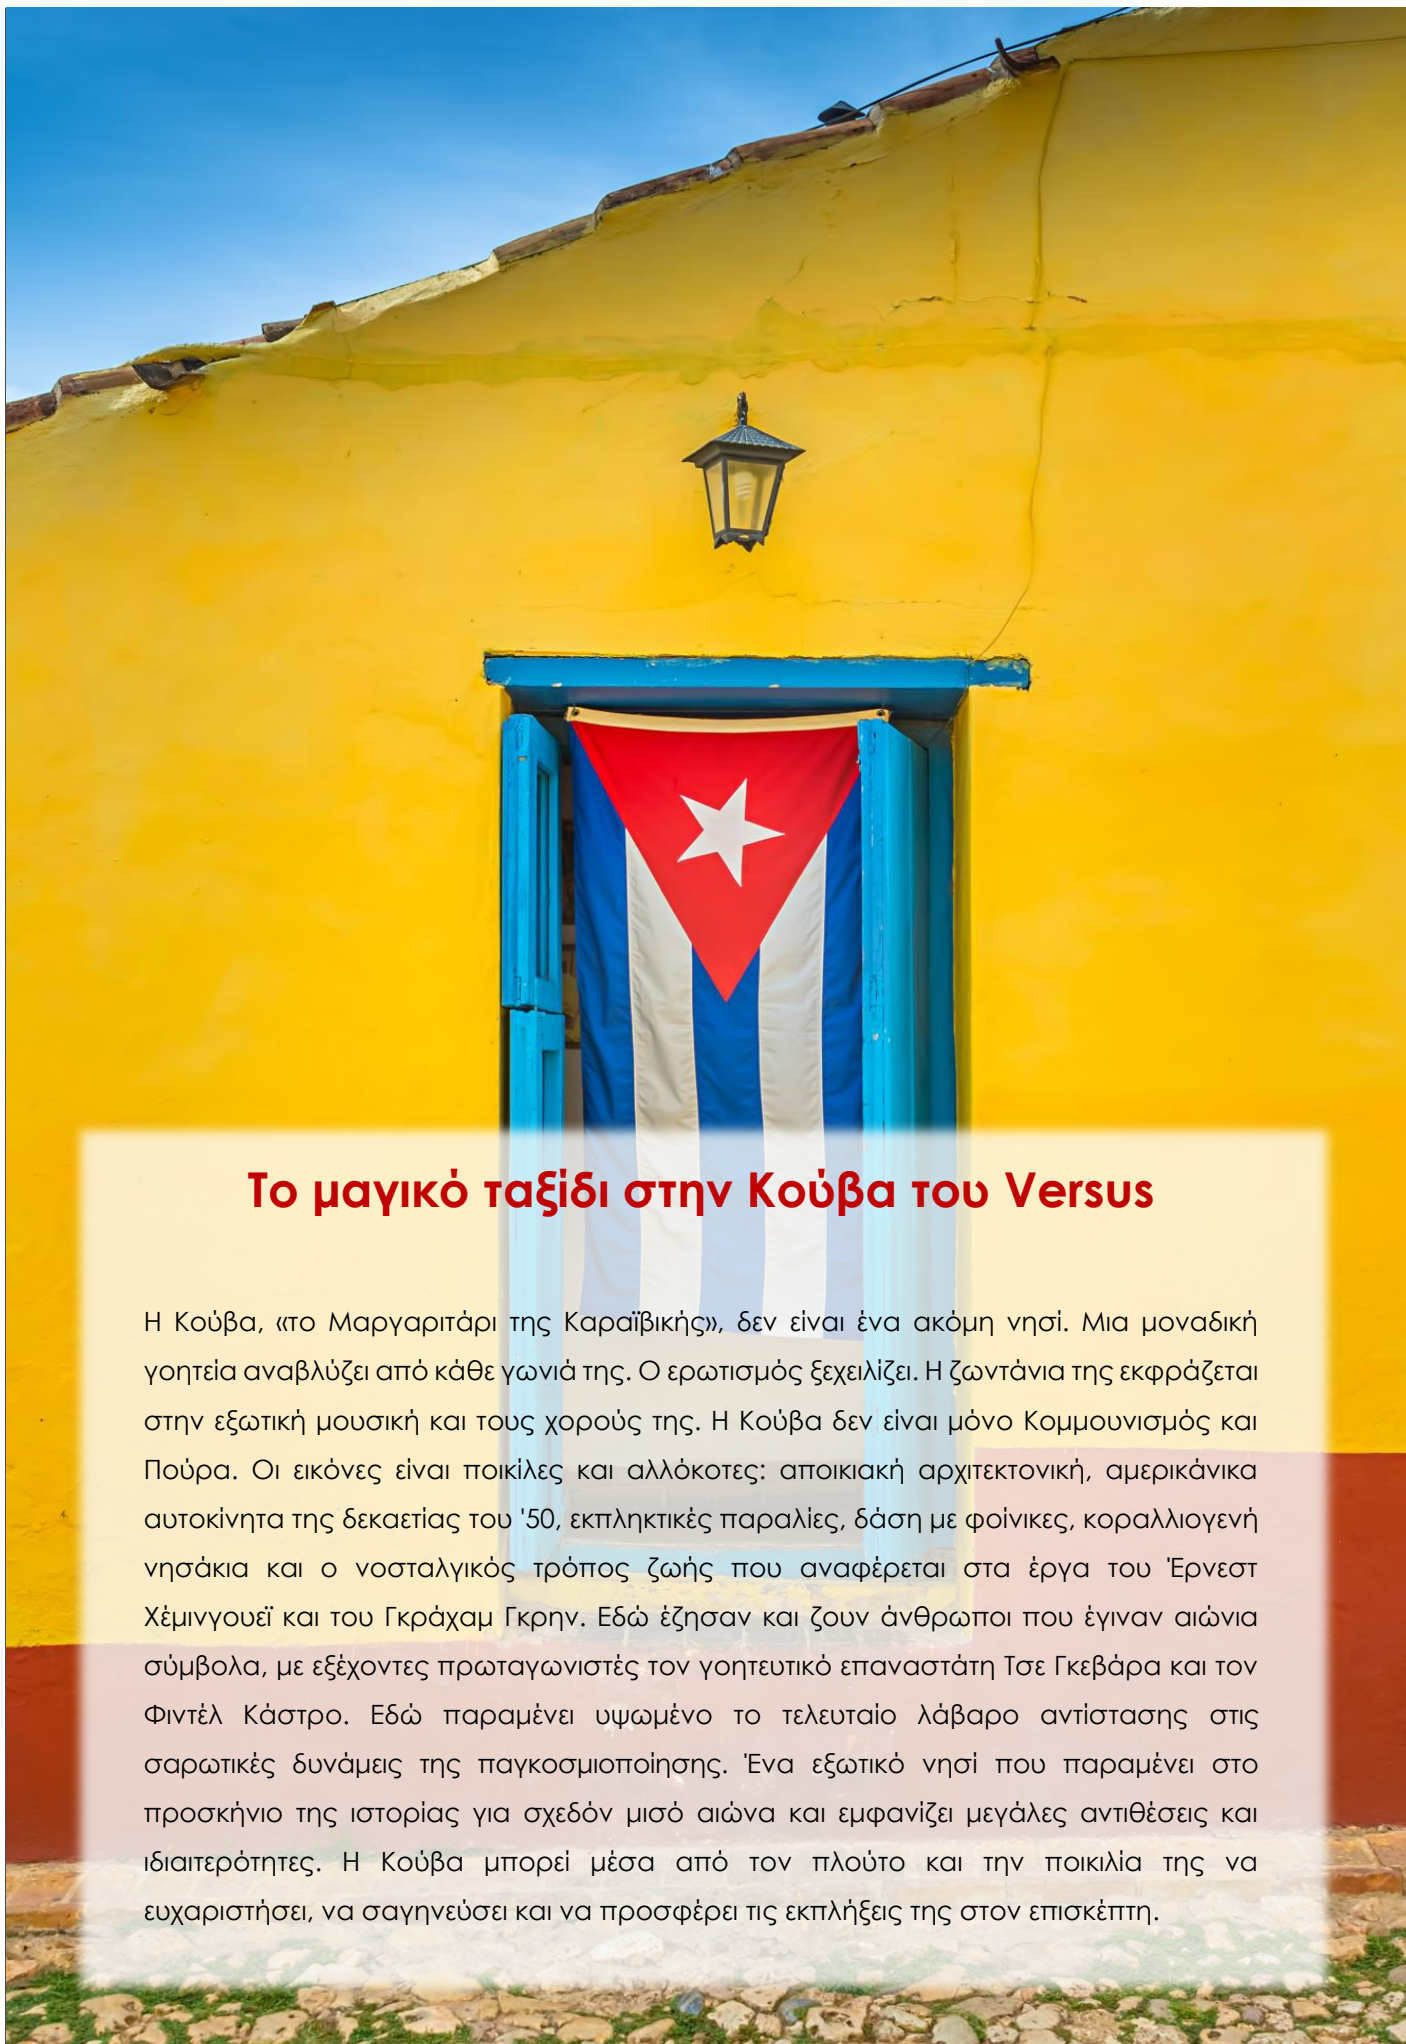 Το μαγικό ταξίδι στην Κούβα του Versus
Η Κούβα, «το Μαργαριτάρι της Καραϊβικής», δεν είναι ένα ακόμη νησί. Μια μοναδική
γοητεία αναβλύζει από κάθε γωνιά της. Ο ερωτισμός ξεχειλίζει. Η ζωντάνια της εκφράζεται
στην εξωτική μουσική και τους χορούς της. Η Κούβα δεν είναι μόνο Κομμουνισμός και
Πούρα. Οι εικόνες είναι ποικίλες και αλλόκοτες: αποικιακή αρχιτεκτονική, αμερικάνικα
αυτοκίνητα της δεκαετίας του '50, εκπληκτικές παραλίες, δάση με φοίνικες, κοραλλιογενή
νησάκια και ο νοσταλγικός τρόπος ζωής που αναφέρεται στα έργα του Έρνεστ
Χέμινγουεϊ και του Γκράχαμ Γκρην. Εδώ έζησαν και ζουν άνθρωποι που έγιναν αιώνια
σύμβολα, με εξέχοντες πρωταγωνιστές τον γοητευτικό επαναστάτη Τσε Γκεβάρα και τον
Φιντέλ Κάστρο. Εδώ παραμένει υψωμένο το τελευταίο λάβαρο αντίστασης στις
σαρωτικές δυνάμεις της παγκοσμιοποίησης. Ένα εξωτικό νησί που παραμένει στο
προσκήνιο της ιστορίας για σχεδόν μισό αιώνα και εμφανίζει μεγάλες αντιθέσεις και
ιδιαιτερότητες. Η Κούβα μπορεί μέσα από τον πλούτο και την ποικιλία της να
ευχαριστήσει, να σαγηνεύσει και να προσφέρει τις εκπλήξεις της στον επισκέπτη.